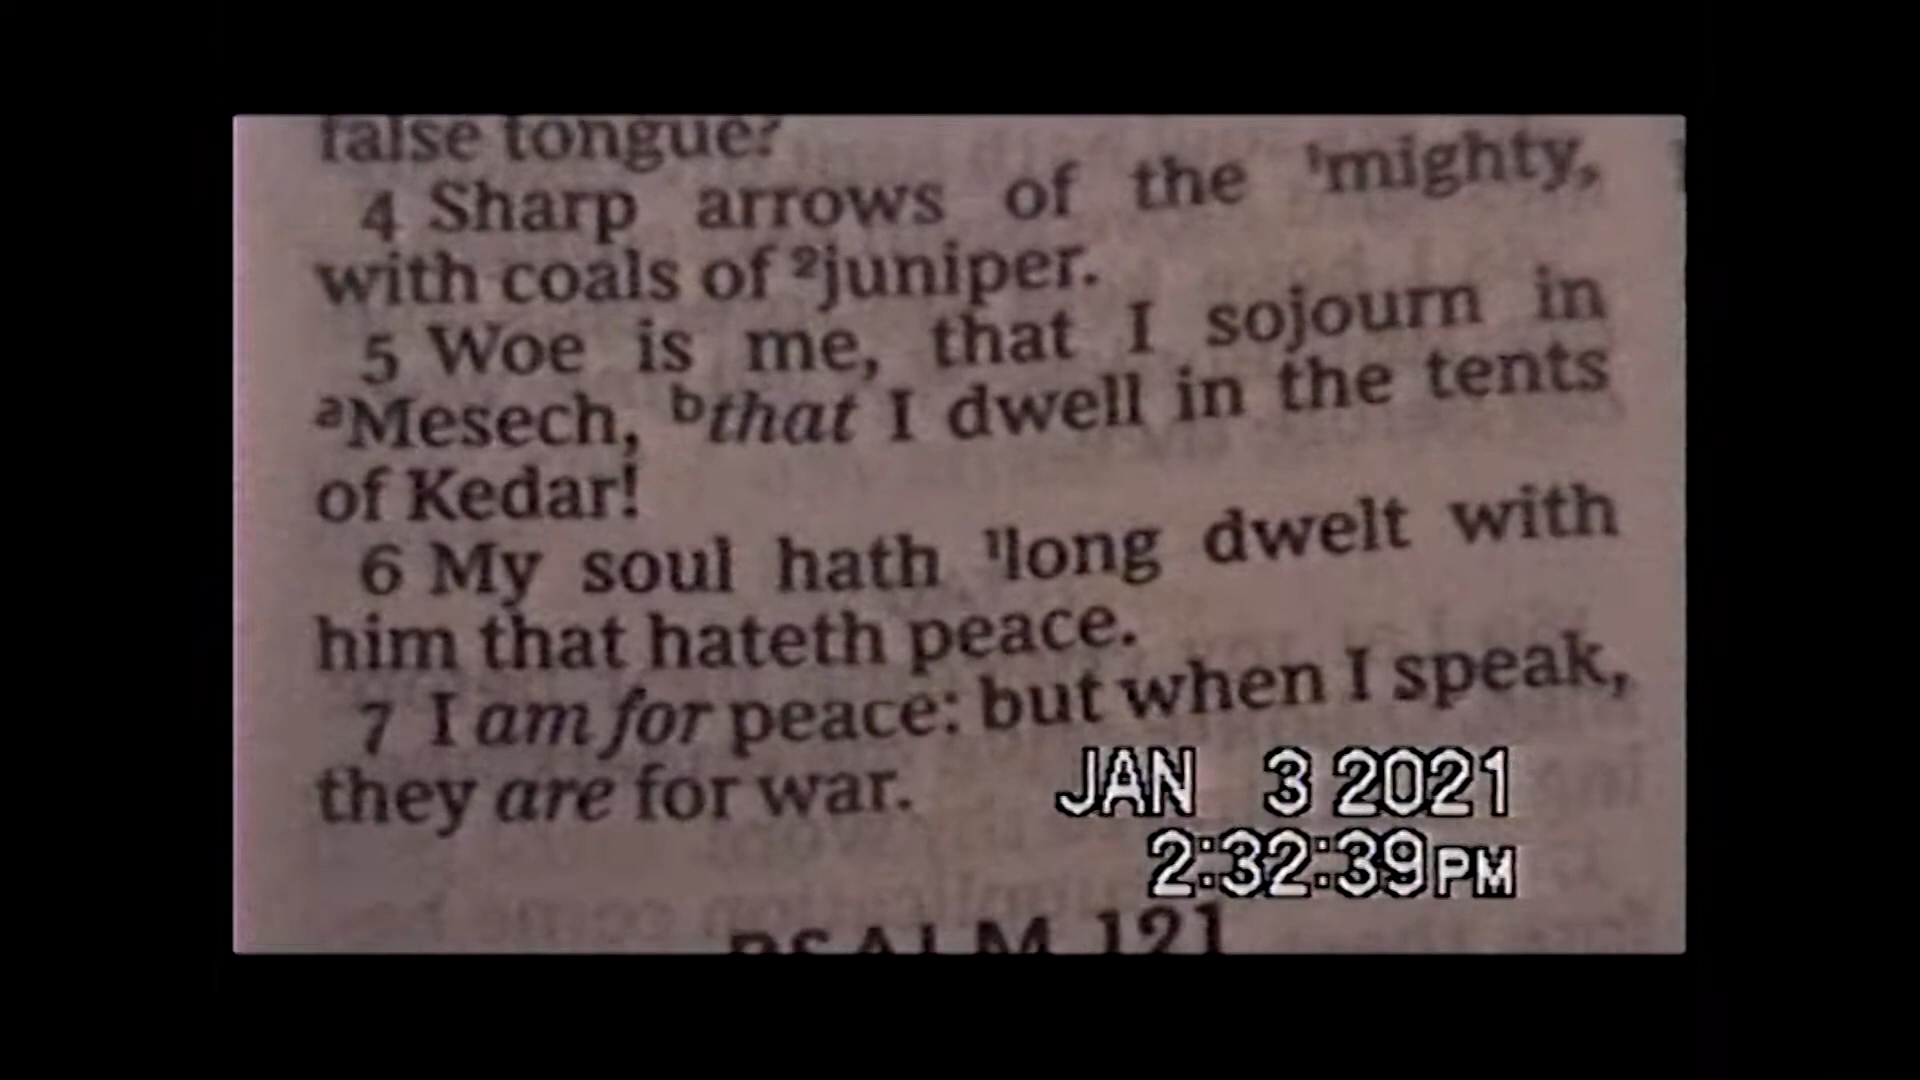 false tongue?
4 Sharp arrows of the ¹mighty,
with coals of ²juniper.
5 Woe is me, that I sojourn in
ᵃMesech, ᵇthat I dwell in the tents
of Kedar!
6 My soul hath ¹long dwelt with
him that hateth peace.
7 I am for peace: but when I speak,
they are for war.
JAN 3 2021
2:32:39 PM
PSALM 121